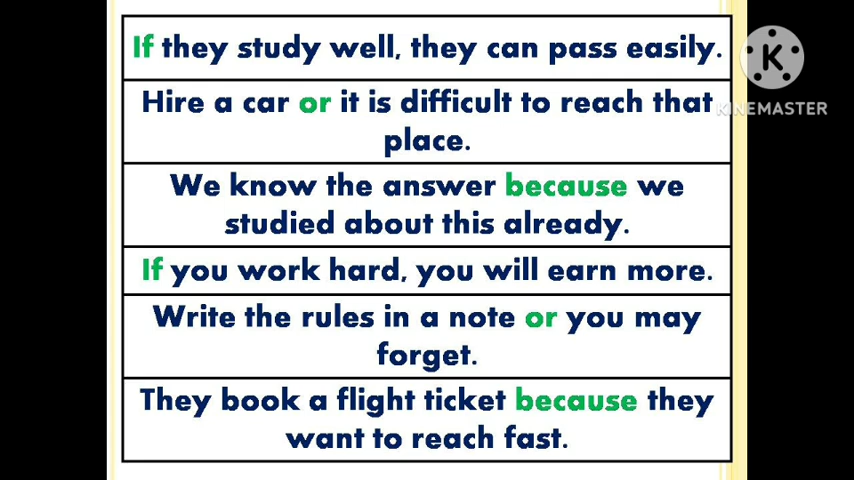 If they study well, they can pass easily.
Hire a car or it is difficult to reach that
place.
We know the answer because we
studied about this already.
If you work hard, you will earn more.
Write the rules in a note or you may
forget.
They book a flight ticket because they
want to reach fast.
K
KINEMASTER